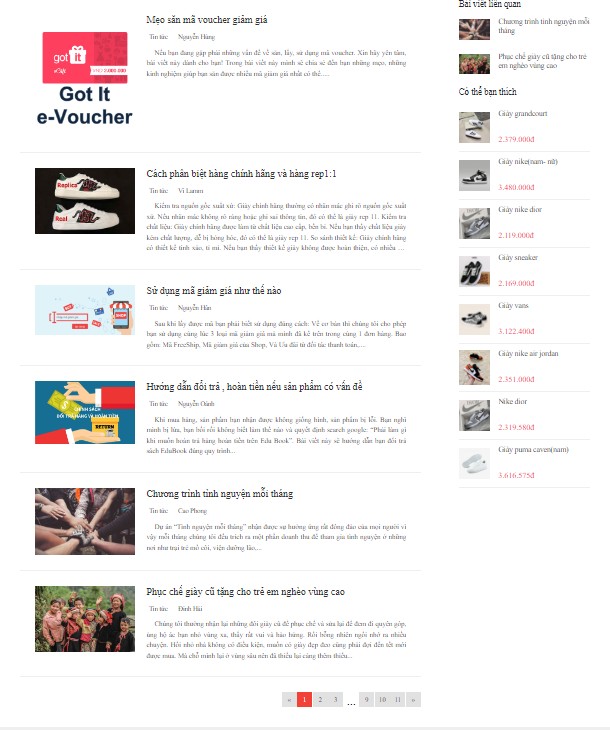 Mẹo săn mã voucher giảm giá
Tin tức Nguyễn Hùng
Nếu bạn đang gặp phải những vấn đề về săn, lấy, sử dụng mã voucher. Xin hãy yên tâm,
bài viết này dành cho bạn! Trong bài viết này mình sẽ chia sẻ đến bạn những mẹo, những
kinh nghiệm giúp bạn săn được nhiều mã giảm giá nhất có thể.....
got it
Got It
e-Voucher
Cách phân biệt hàng chính hãng và hàng rep1:1
Tin tức Vi Lamm
Kiểm tra nguồn gốc xuất xứ: Giày chính hãng thường có nhãn mác ghi rõ nguồn gốc xuất
xứ. Nếu nhãn mác không rõ ràng hoặc ghi sai thông tin, đó có thể là giày rep 11. Kiểm tra
chất liệu: Giày chính hãng được làm từ chất liệu cao cấp, bền bỉ. Nếu bạn thấy chất liệu giày
kém chất lượng, dễ bị hỏng hóc, đó có thể là giày rep 11. So sánh thiết kế: Giày chính hãng
có thiết kế tinh xảo, tỉ mỉ. Nếu bạn thấy thiết kế giày không được hoàn thiện, có nhiều ...
Replica
Real
Sử dụng mã giảm giá như thế nào
Tin tức Nguyễn Hân
Sau khi lấy được mã bạn phải biết sử dụng đúng cách. Về cơ bản thì chúng tôi cho phép
bạn sử dụng cùng lúc 3 loại mã giảm giá mà mình đã kể trên trong cùng 1 đơn hàng. Bao
gồm: Mã FreeShip, Mã giảm giá của Shop, Và Ưu đãi từ đối tác thanh toán,...
SHOP
Hướng dẫn đổi trả , hoàn tiền nếu sản phẩm có vấn đề
Tin tức Nguyễn Oánh
Khi mua hàng, sản phẩm bạn nhận được không giống hình, sản phẩm bị lỗi. Bạn nghĩ
mình bị lừa, bạn bối rối không biết làm thế nào và quyết định search google: “Phải làm gì
khi muốn hoàn trả hàng hoàn tiền trên Edu Book”. Bài viết này sẽ hướng dẫn bạn đổi trả
sách EduBook đúng quy trình...
CHÍNH SÁCH
ĐỔI TRẢ HÀNG VÀ HOÀN TIỀN
RETURN
Chương trình tình nguyện mỗi tháng
Tin tức Cao Phong
Dự án “Tình nguyện mỗi tháng” nhận được sự hưởng ứng rất đông đảo của mọi người vì
vậy mỗi tháng chúng tôi đều trích ra một phần doanh thu để tham gia tình nguyện ở những
nơi như trại trẻ mồ côi, viện dưỡng lão,...
Phục chế giày cũ tặng cho trẻ em nghèo vùng cao
Tin tức Đinh Hải
Chúng tôi thường nhận lại những đôi giày cũ để phục chế và sửa lại để đem đi quyên góp,
ủng hộ ác bạn nhỏ vùng xa, thấy rất vui và hào hứng. Rồi bỗng nhiên ngồi nhớ ra nhiều
chuyện. Hồi nhỏ nhà không có điều kiện, muốn có giày đẹp đeo cũng phải đợi đến tết mới
được mua. Mà chỗ mình lại ở vùng sâu nên đã thiếu lại càng thêm thiếu...
« 1 2 3 ... 9 10 11 »
Bài viết liên quan
Chương trình tình nguyện mỗi
tháng
Phục chế giày cũ tặng cho trẻ
em nghèo vùng cao
Có thể bạn thích
Giày grandcourt
2.379.000đ
Giày nike(nam- nữ)
3.480.000đ
Giày nike dior
2.119.000đ
Giày sneaker
2.169.000đ
Giày vans
3.122.400đ
Giày nike air jordan
2.351.000đ
Nike dior
2.319.580đ
Giày puma caven(nam)
3.616.575đ